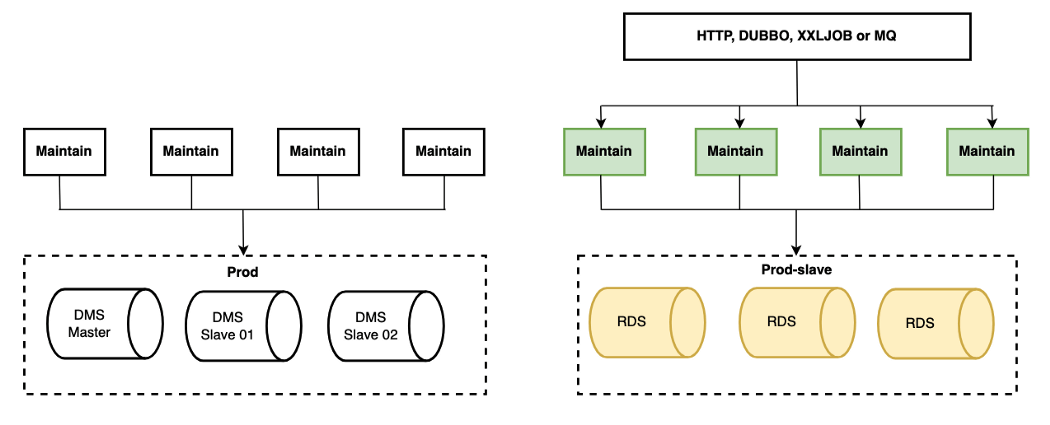 HTTP, DUBBO, XXLJOB or MQ
Maintain
Maintain
Maintain
Maintain
Maintain
Maintain
Maintain
Maintain
Prod
DMS
Master
DMS
Slave 01
DMS
Slave 02
Prod-slave
RDS
RDS
RDS